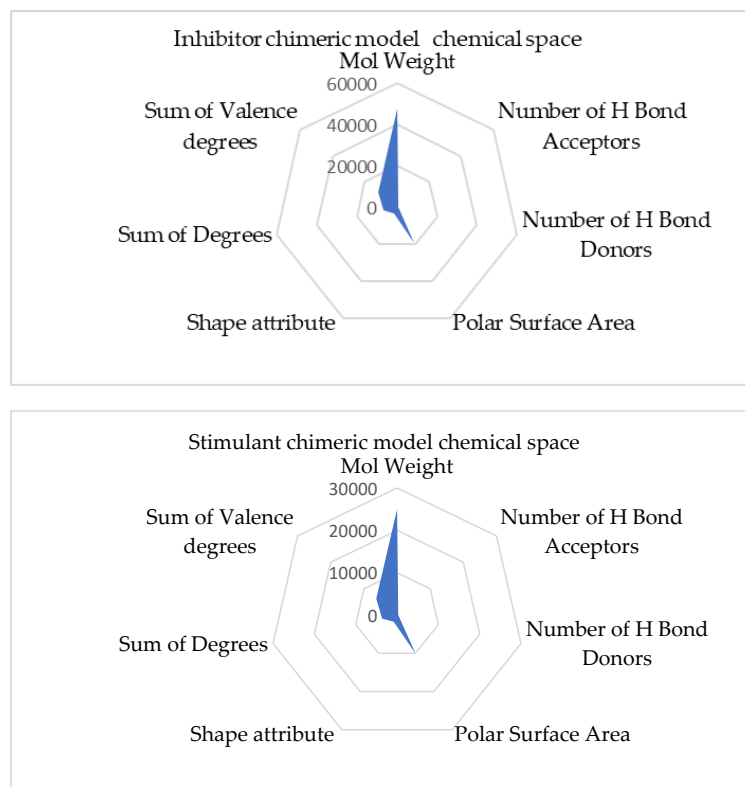 Inhibitor chimeric model chemical space
Mol Weight
60000
Sum of Valence
degrees
Number of H Bond
Acceptors
40000
20000
0
Sum of Degrees
Number of H Bond
Donors
Shape attribute
Polar Surface Area
Stimulant chimeric model chemical space
Mol Weight
30000
Sum of Valence
degrees
Number of H Bond
Acceptors
20000
10000
0
Sum of Degrees
Number of H Bond
Donors
Shape attribute
Polar Surface Area